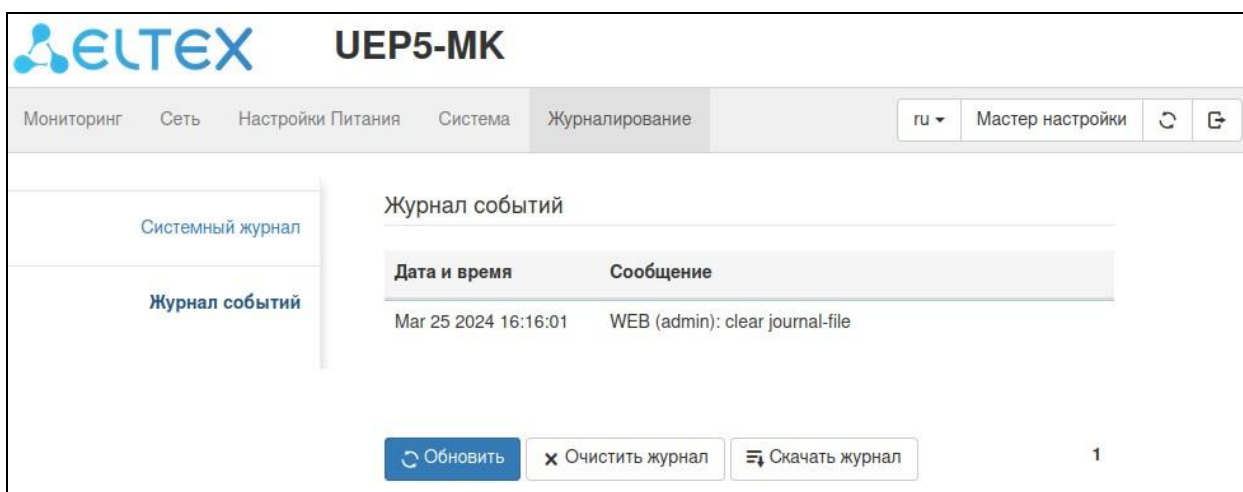 ELTEX UEP5-MK
Мониторинг Сеть Настройки Питания Система Журналирование ru Мастер настройки
Системный журнал
Журнал событий
Журнал событий
Дата и время Сообщение
Mar 25 2024 16:16:01 WEB (admin): clear journal-file
Обновить Очистить журнал Скачать журнал 1